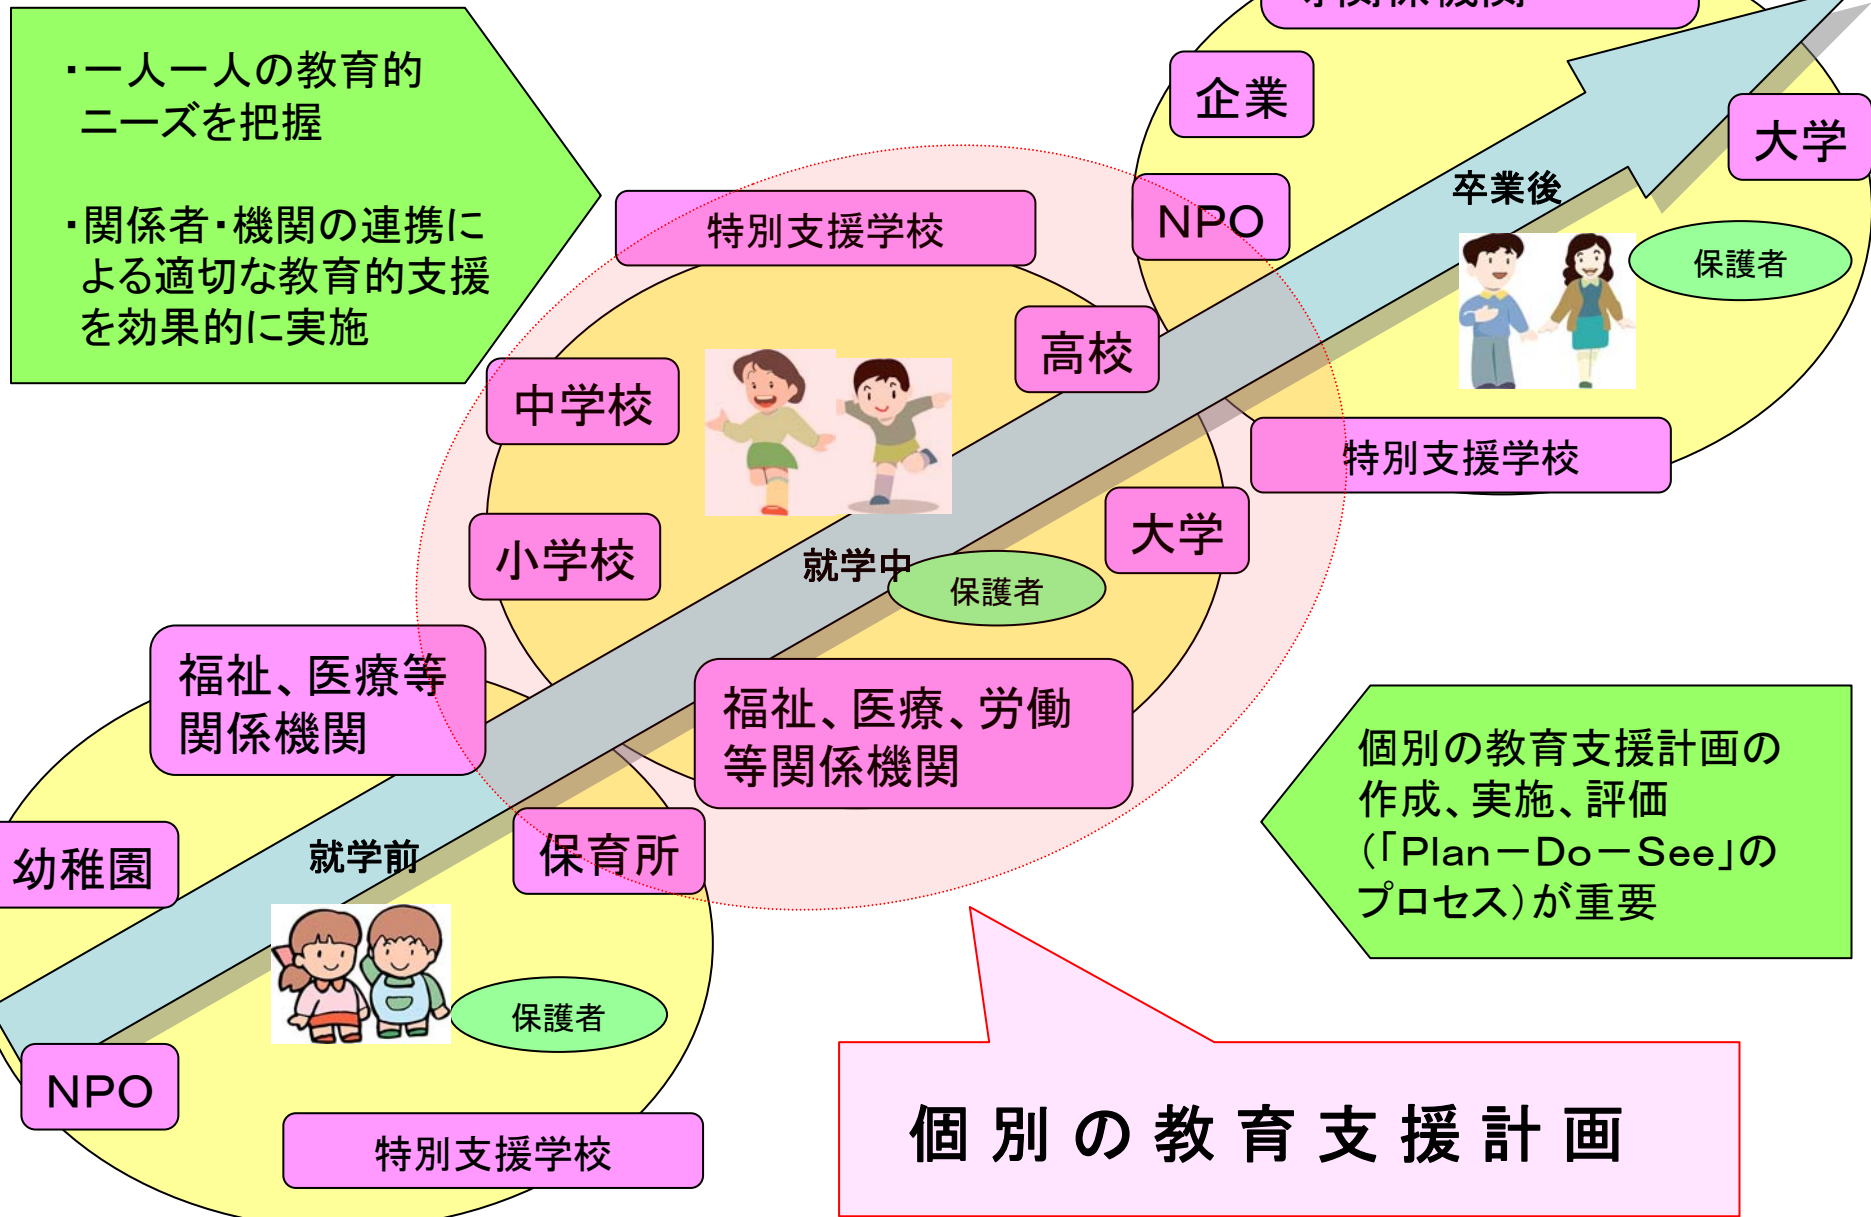 ・一人一人の教育的
ニーズを把握
・関係者・機関の連携に
よる適切な教育的支援
を効果的に実施
等関係機関
企業
大学
NPO
卒業後
保護者
特別支援学校
特別支援学校
高校
中学校
小学校
大学
就学中
保護者
福祉、医療、労働
等関係機関
福祉、医療等
関係機関
幼稚園
就学前
保育所
保護者
NPO
特別支援学校
個別の教育支援計画の
作成、実施、評価
(「Plan－Do－See」の
プロセス)が重要
個別の教育支援計画